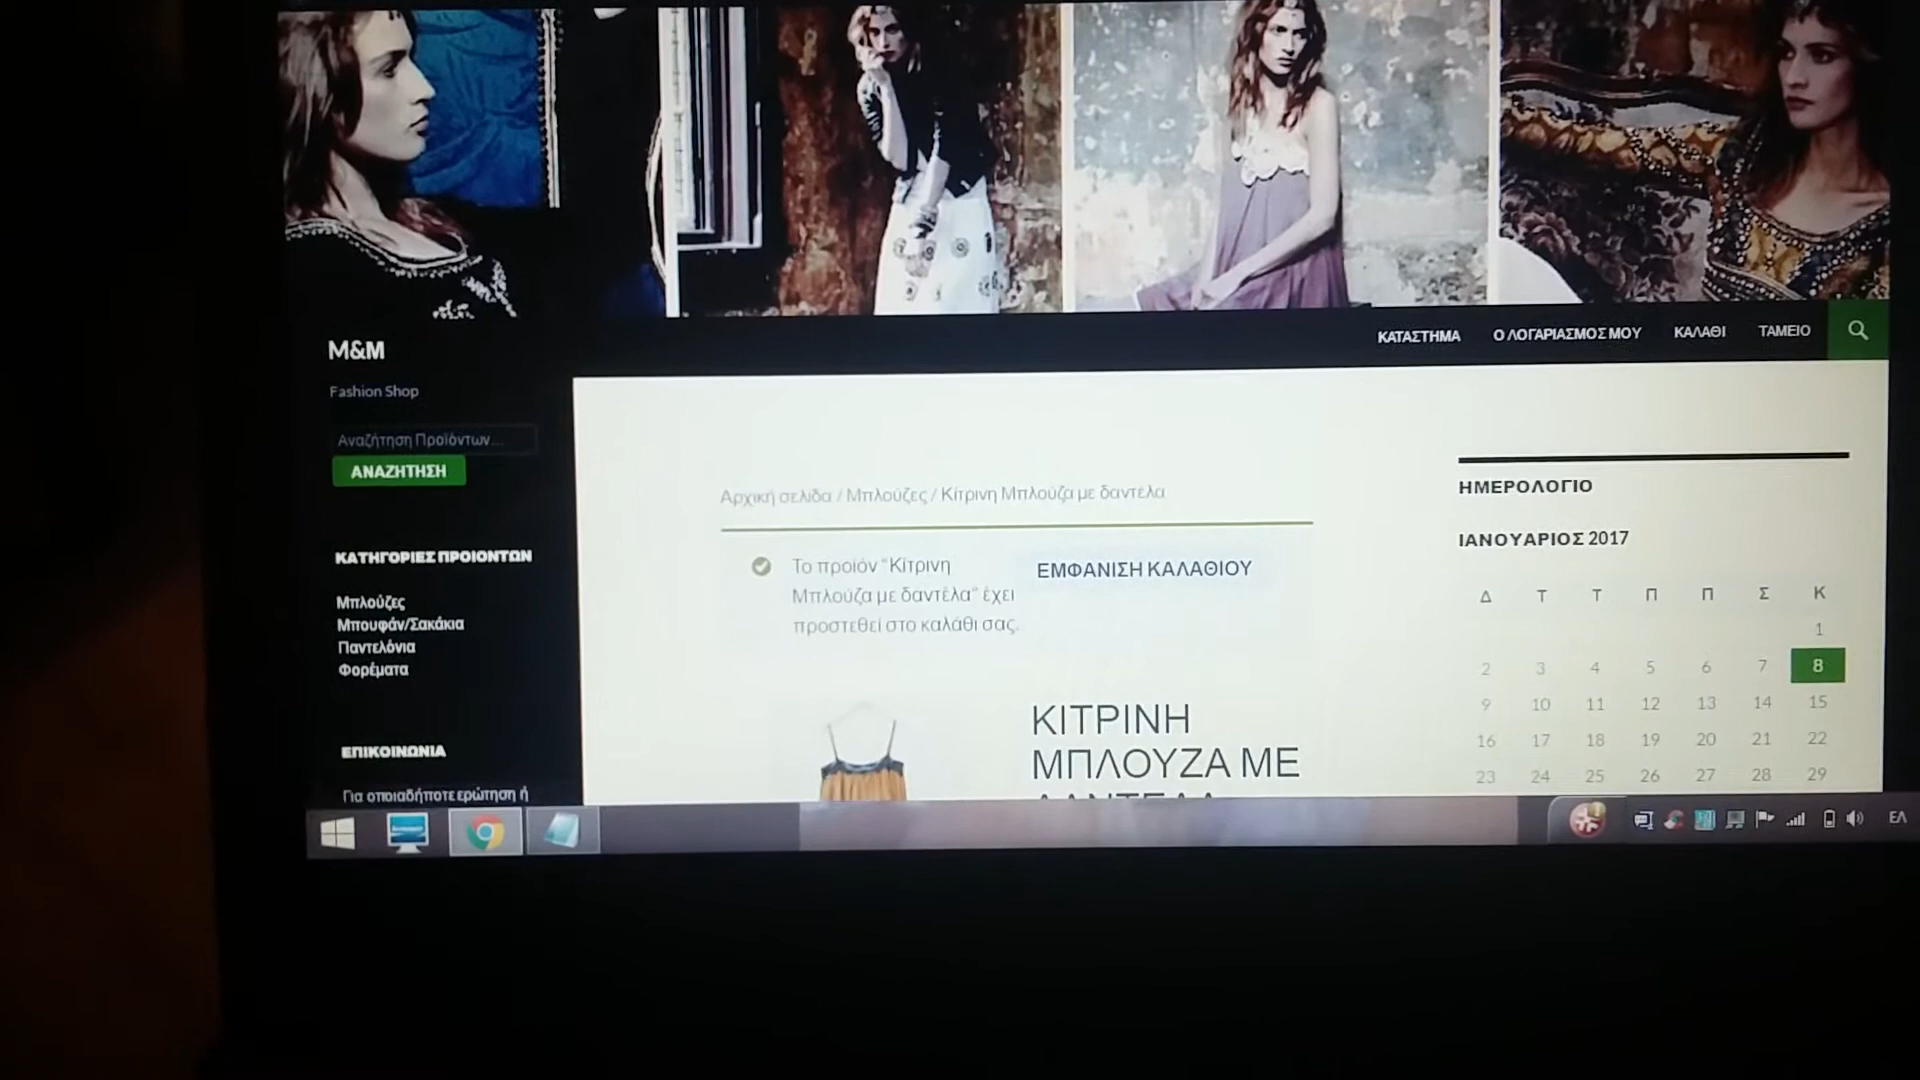 M&M
Fashion Shop
Αναζήτηση Προϊόντων...
ΑΝΑΖΗΤΗΣΗ
ΚΑΤΗΓΟΡΙΕΣ ΠΡΟΙΟΝΤΩΝ
Μπλούζες
Μπουφάν/Σακάκια
Παντελόνια
Φορέματα
ΕΠΙΚΟΙΝΩΝΙΑ
Για οποιαδήποτε ερώτηση ή
ΚΑΤΑΣΤΗΜΑ Ο ΛΟΓΑΡΙΑΣΜΟΣ ΜΟΥ ΚΑΛΑΘΙ ΤΑΜΕΙΟ
Αρχική σελίδα / Μπλούζες / Κίτρινη Μπλούζα με δαντέλα
Το προϊόν “Κίτρινη
Μπλούζα με δαντέλα” έχει
προστεθεί στο καλάθι σας.
ΕΜΦΑΝΙΣΗ ΚΑΛΑΘΙΟΥ
ΚΙΤΡΙΝΗ
ΜΠΛΟΥΖΑ ΜΕ
ΗΜΕΡΟΛΟΓΙΟ
ΙΑΝΟΥΑΡΙΟΣ 2017
Δ Τ Τ Π Π Σ Κ
1
2 3 4 5 6 7 8
9 10 11 12 13 14 15
16 17 18 19 20 21 22
23 24 25 26 27 28 29
ΕΛ